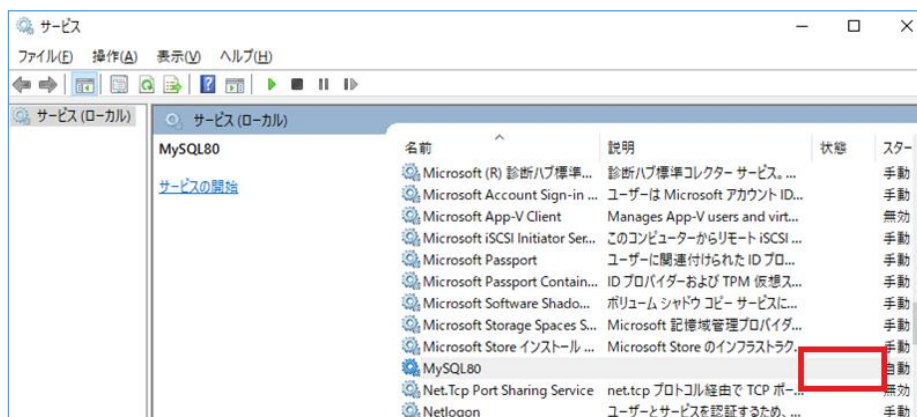 サービス
ファイル(F) 操作(A) 表示(V) ヘルプ(H)
サービス (ローカル)
サービス (ローカル)
MySQL80
サービスの開始
名前 説明 状態 スター
Microsoft (R) 診断ハブ標準... 診断ハブ標準コレクター サービス。... 手動
Microsoft Account Sign-in ... ユーザーは Microsoft アカウント ID... 手動
Microsoft App-V Client Manages App-V users and virt... 無効
Microsoft iSCSI Initiator Ser... このコンピューターからリモート iSCSI ... 手動
Microsoft Passport ユーザーに関連付けられた ID プロ... 手動
Microsoft Passport Contain... ID プロバイダーおよび TPM 仮想ス... 手動
Microsoft Software Shado... ボリューム シャドウ コピー サービスに... 手動
Microsoft Storage Spaces S... Microsoft 記憶域管理プロバイダ... 手動
Microsoft Store インストール ... Microsoft Store のインフラストラク... 手動
MySQL80 自動
Net.Tcp Port Sharing Service net.tcp プロトコル経由で TCP ポー... 無効
Netlogon ユーザーとサービスを認証するため、... 手動